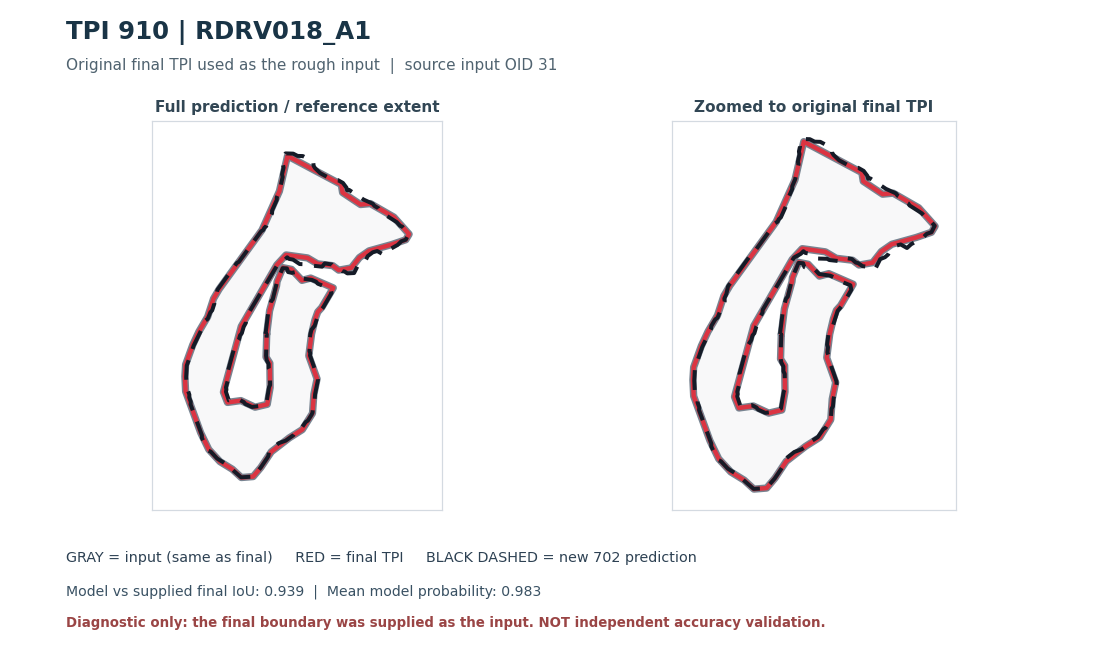 TPI 910 | RDRV018_A1
Original final TPI used as the rough input | source input OID 31
Full prediction / reference extent
Zoomed to original final TPI
GRAY = input (same as final) RED = final TPI BLACK DASHED = new 702 prediction
Model vs supplied final IoU: 0.939 | Mean model probability: 0.983
Diagnostic only: the final boundary was supplied as the input. NOT independent accuracy validation.